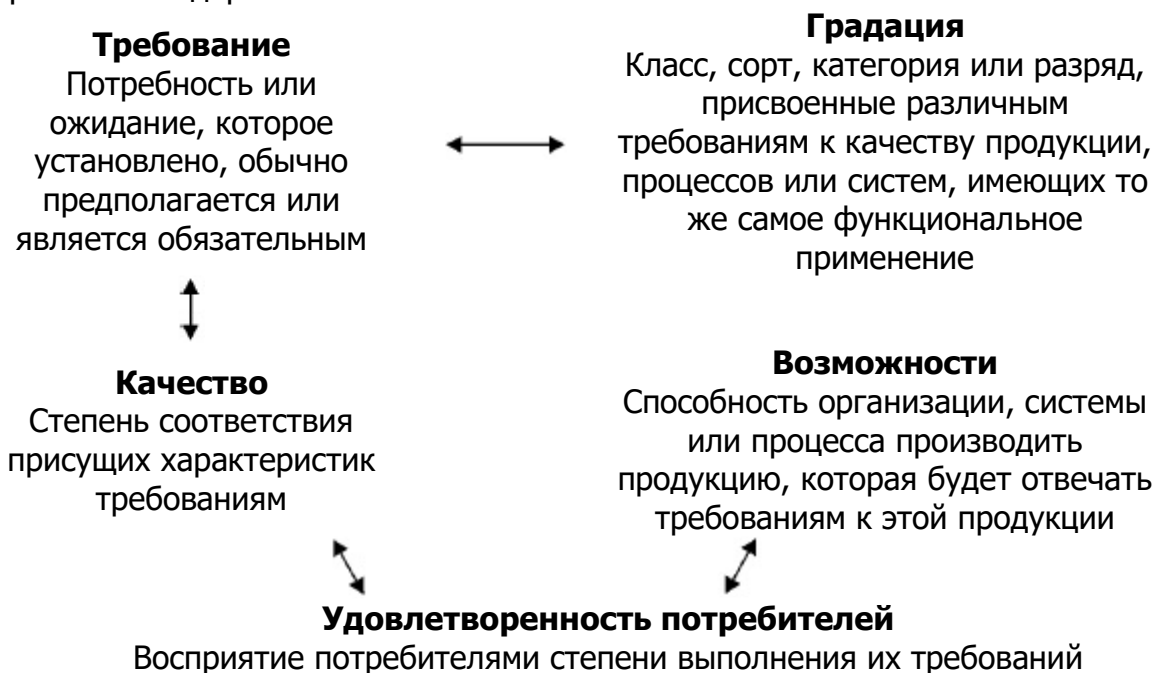 Требование
Потребность или
ожидание, которое
установлено, обычно
предполагается или
является обязательным
Градация
Класс, сорт, категория или разряд,
присвоенные различным
требованиям к качеству продукции,
процессов или систем, имеющих то
же самое функциональное
применение
Качество
Степень соответствия
присущих характеристик
требованиям
Возможности
Способность организации, системы
или процесса производить
продукцию, которая будет отвечать
требованиям к этой продукции
Удовлетворенность потребителей
Восприятие потребителями степени выполнения их требований